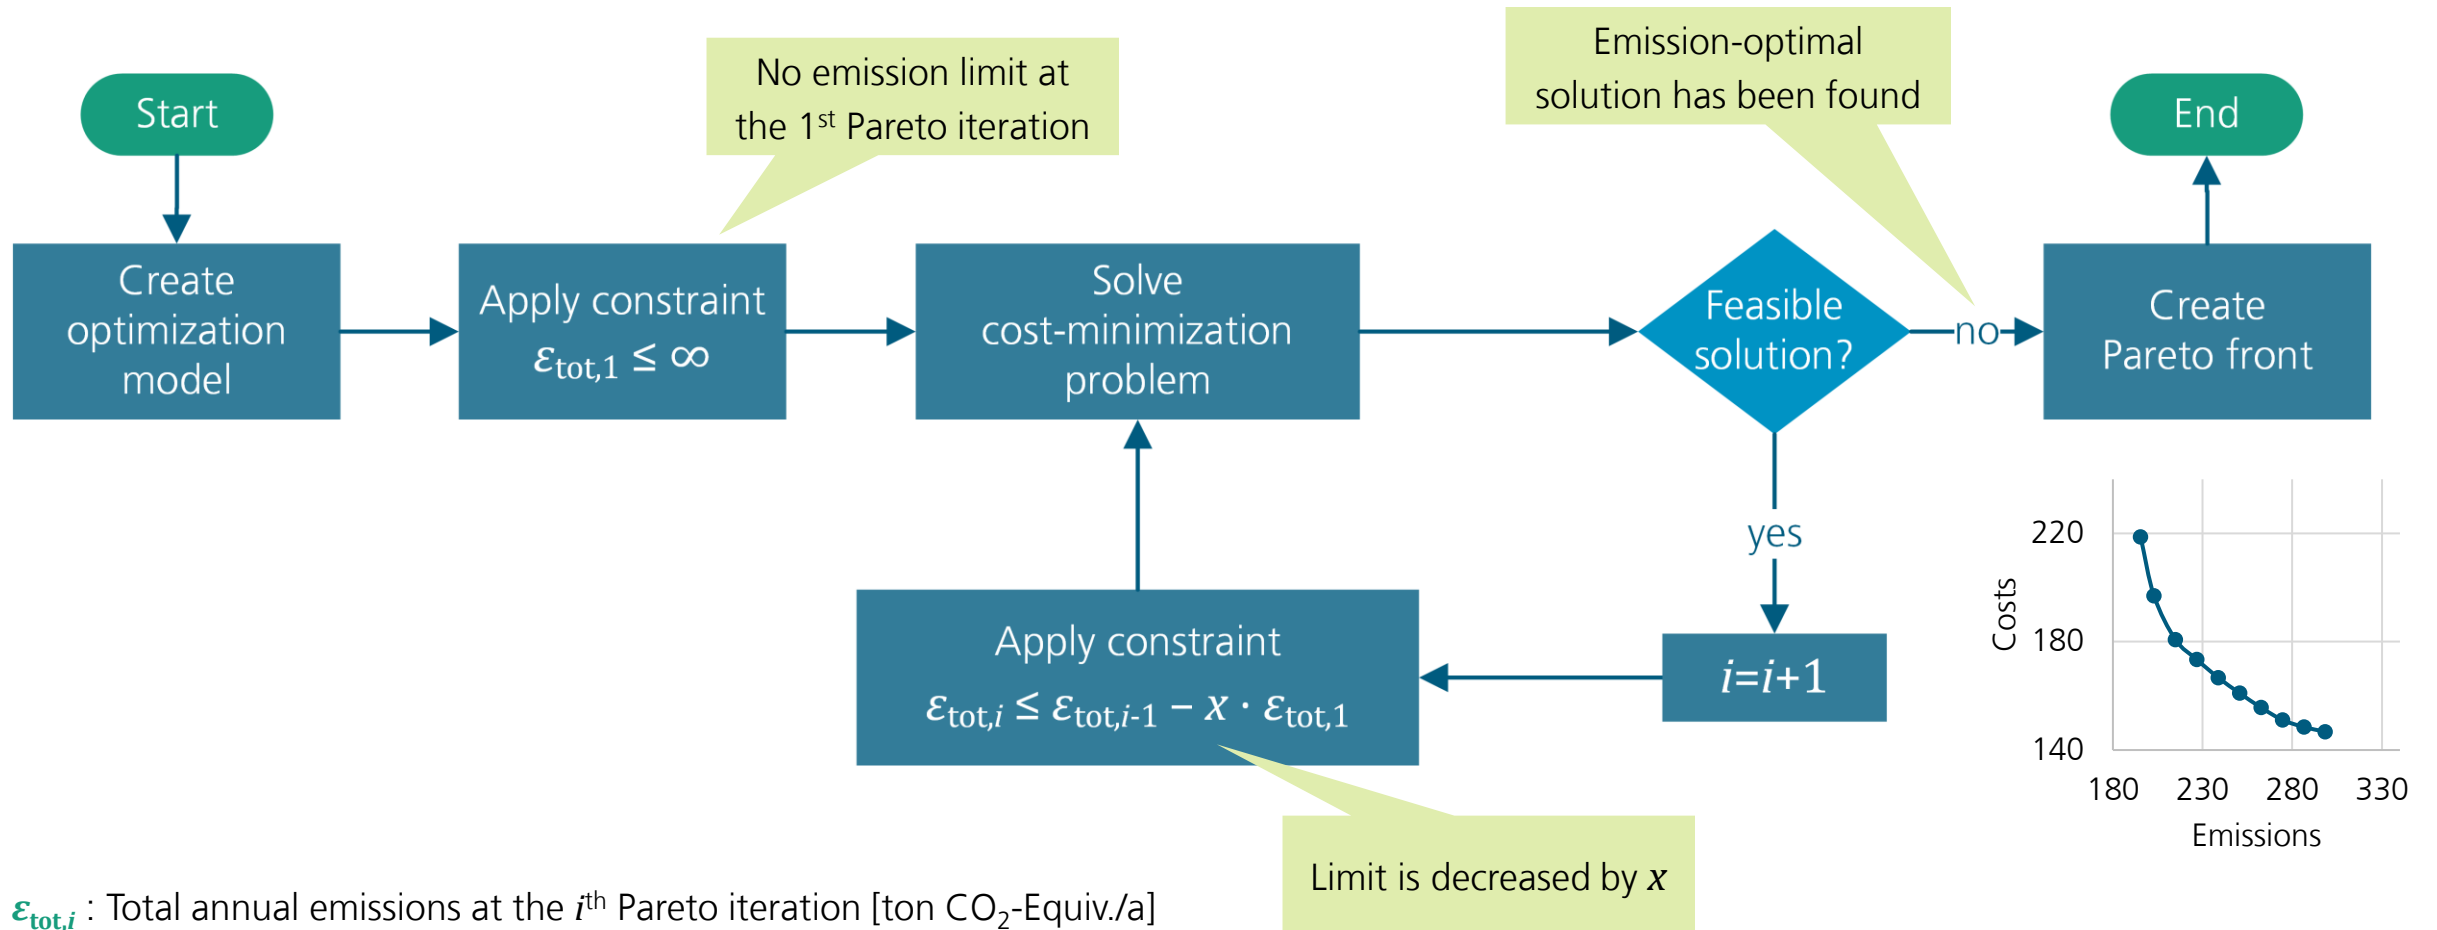 Start
Create
optimization
model
No emission limit at
the 1st Pareto iteration
Apply constraint
εtot,1 ≤ ∞
Solve
cost-minimization
problem
Feasible
solution?
Emission-optimal
solution has been found
no
Create
Pareto front
End
yes
i=i+1
Apply constraint
εtot,i ≤ εtot,i-1 – x · εtot,1
Limit is decreased by x
220
180
140
Costs
180 230 280 330
Emissions
εtot,i : Total annual emissions at the ith Pareto iteration [ton CO2-Equiv./a]